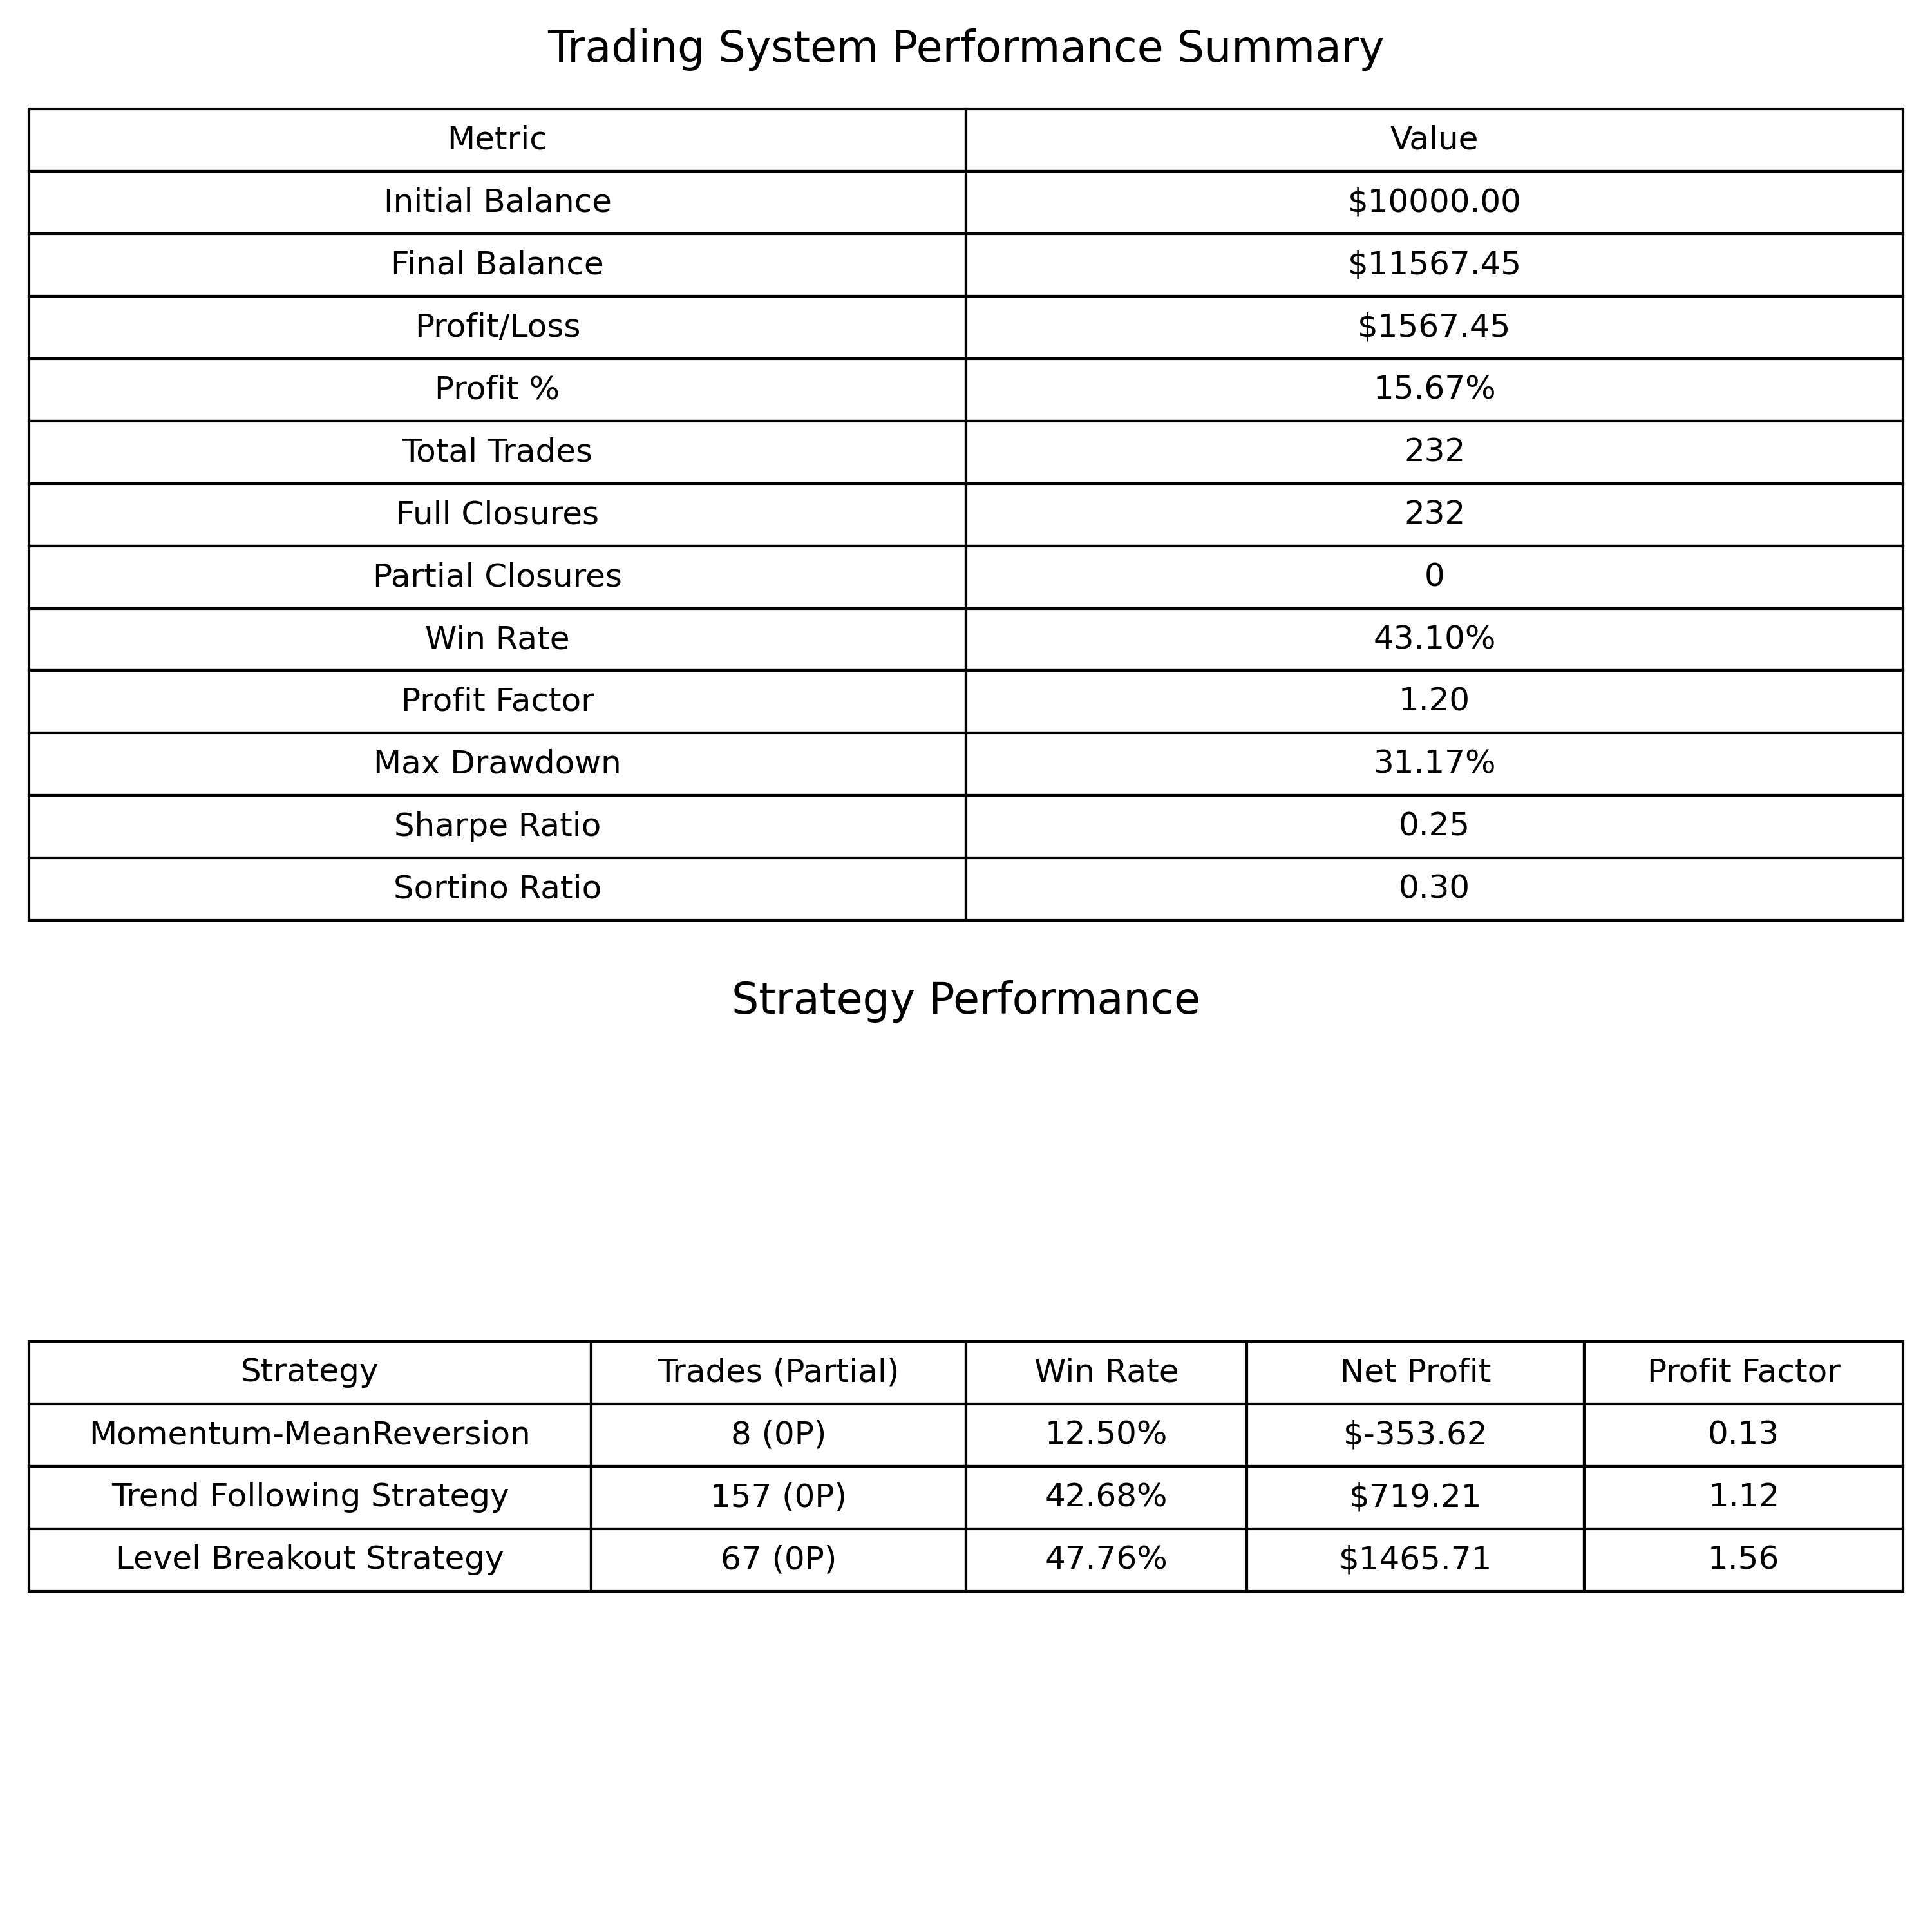 Trading System Performance Summary
Metric Value
Initial Balance $10000.00
Final Balance $11567.45
Profit/Loss $1567.45
Profit % 15.67%
Total Trades 232
Full Closures 232
Partial Closures 0
Win Rate 43.10%
Profit Factor 1.20
Max Drawdown 31.17%
Sharpe Ratio 0.25
Sortino Ratio 0.30
Strategy Performance
Strategy Trades (Partial) Win Rate Net Profit Profit Factor
Momentum-MeanReversion 8 (0P) 12.50% $-353.62 0.13
Trend Following Strategy 157 (0P) 42.68% $719.21 1.12
Level Breakout Strategy 67 (0P) 47.76% $1465.71 1.56